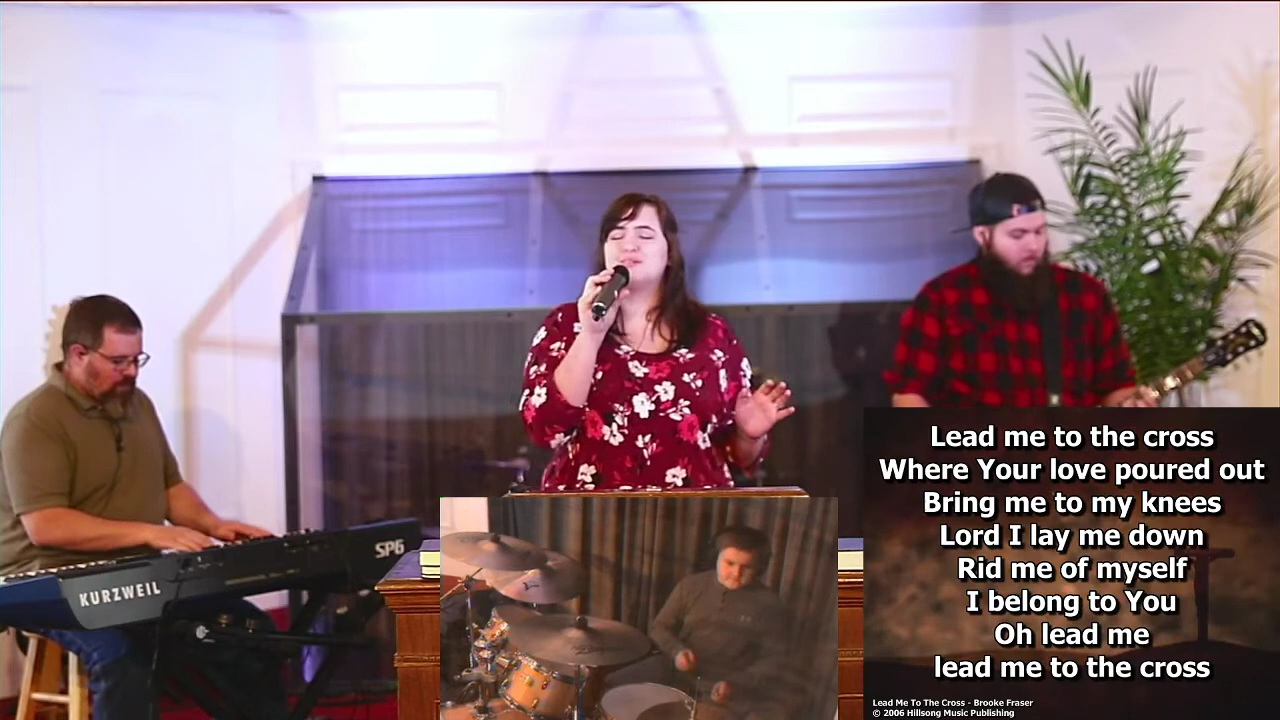 KURZWEIL
SP6
Lead me to the cross
Where Your love poured out
Bring me to my knees
Lord I lay me down
Rid me of myself
I belong to You
Oh lead me
lead me to the cross
Lead Me To The Cross - Brooke Fraser
© 2006 Hillsong Music Publishing